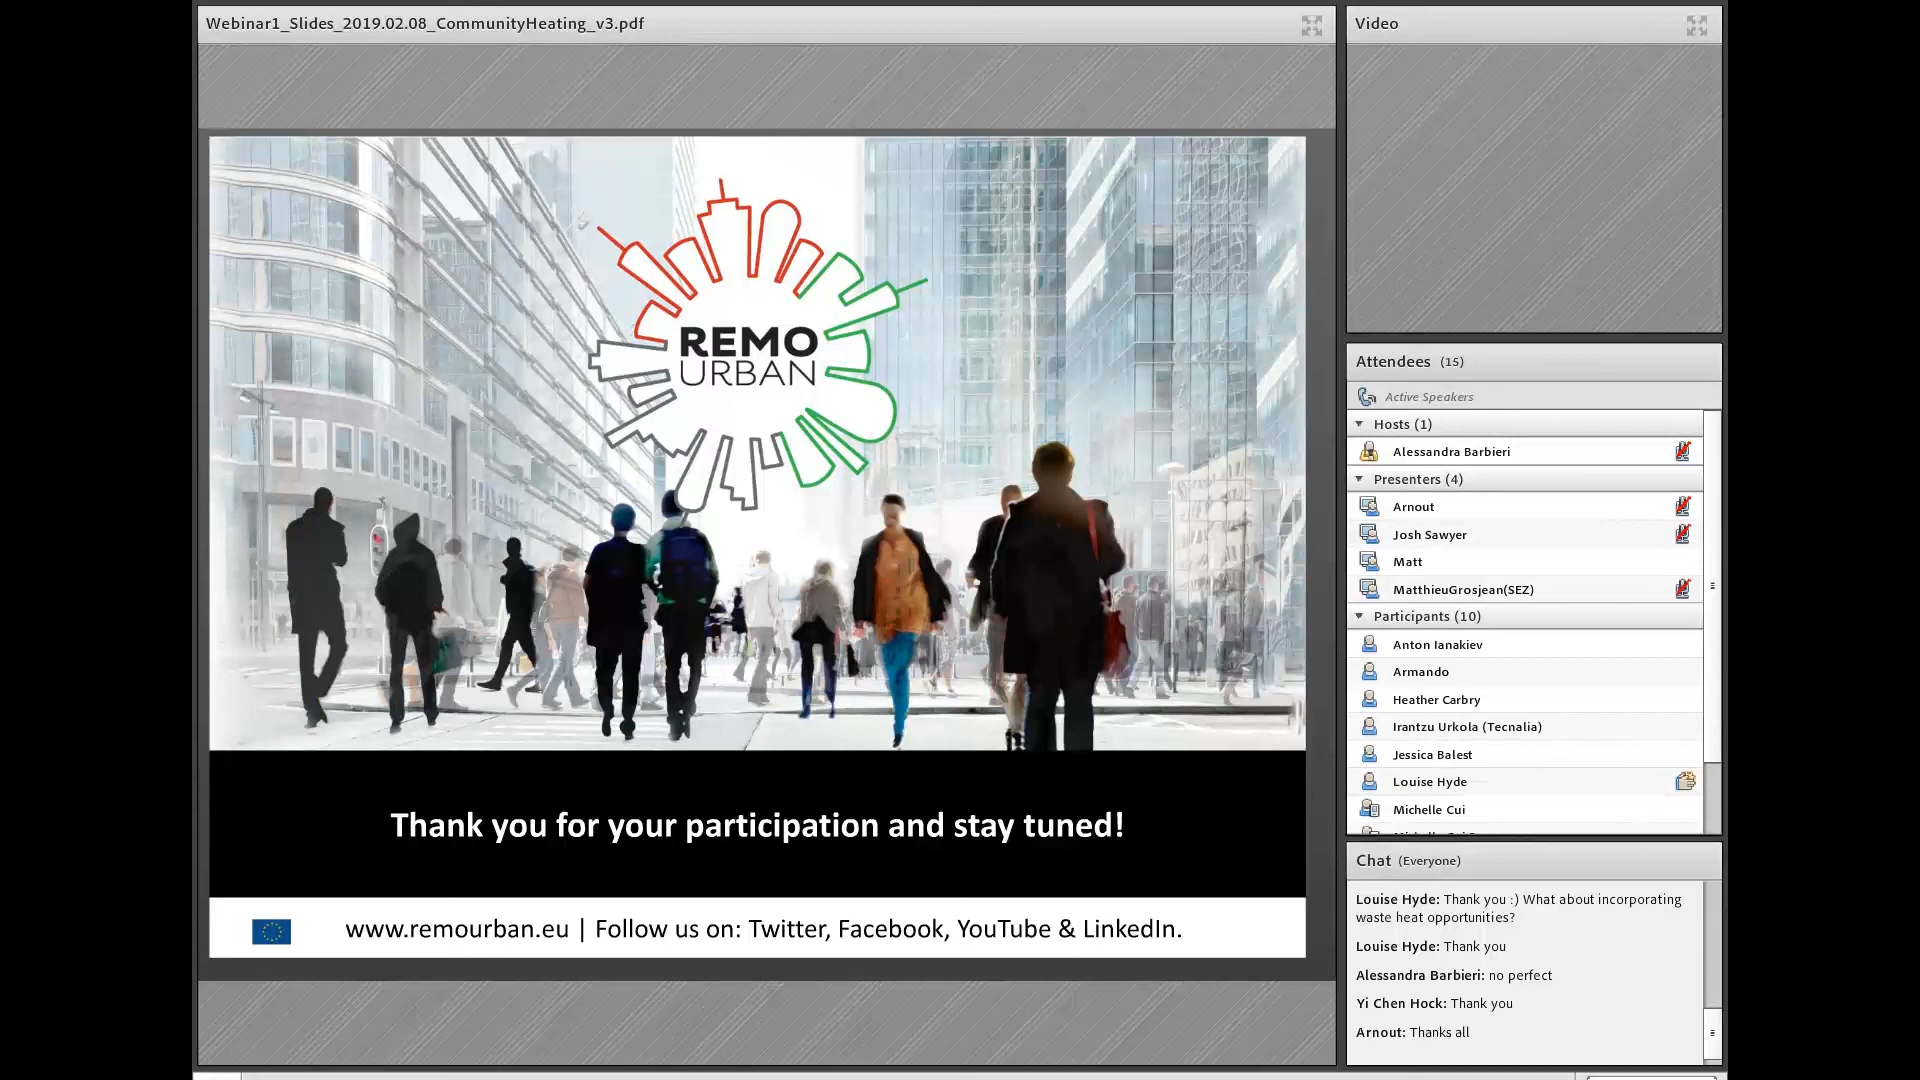 Webinar1_Slides_2019.02.08_CommunityHeating_v3.pdf
REMO
URBAN
Thank you for your participation and stay tuned!
www.remourban.eu | Follow us on: Twitter, Facebook, YouTube & LinkedIn.
Video
Attendees (15)
Active Speakers
Hosts (1)
Alessandra Barbieri
Presenters (4)
Arnout
Josh Sawyer
Matt
MatthieuGrosjean(SEZ)
Participants (10)
Anton Ianakiev
Armando
Heather Carbry
Irantzu Urkola (Tecnalia)
Jessica Balest
Louise Hyde
Michelle Cui
Chat (Everyone)
Louise Hyde: Thank you :) What about incorporating
waste heat opportunities?
Louise Hyde: Thank you
Alessandra Barbieri: no perfect
Yi Chen Hock: Thank you
Arnout: Thanks all